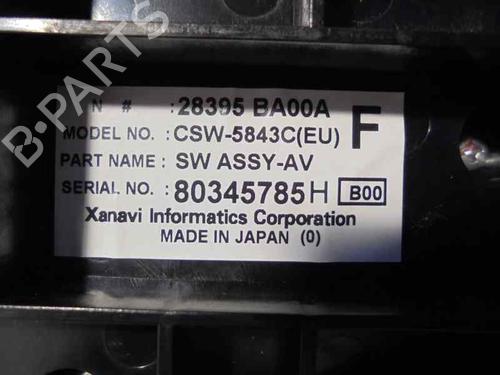 N # : 28395 BA00A
MODEL NO. : CSW-5843C(EU) F
PART NAME : SW ASSY-AV
SERIAL NO. : 80345785H B00
Xanavi Informatics Corporation
MADE IN JAPAN (0)